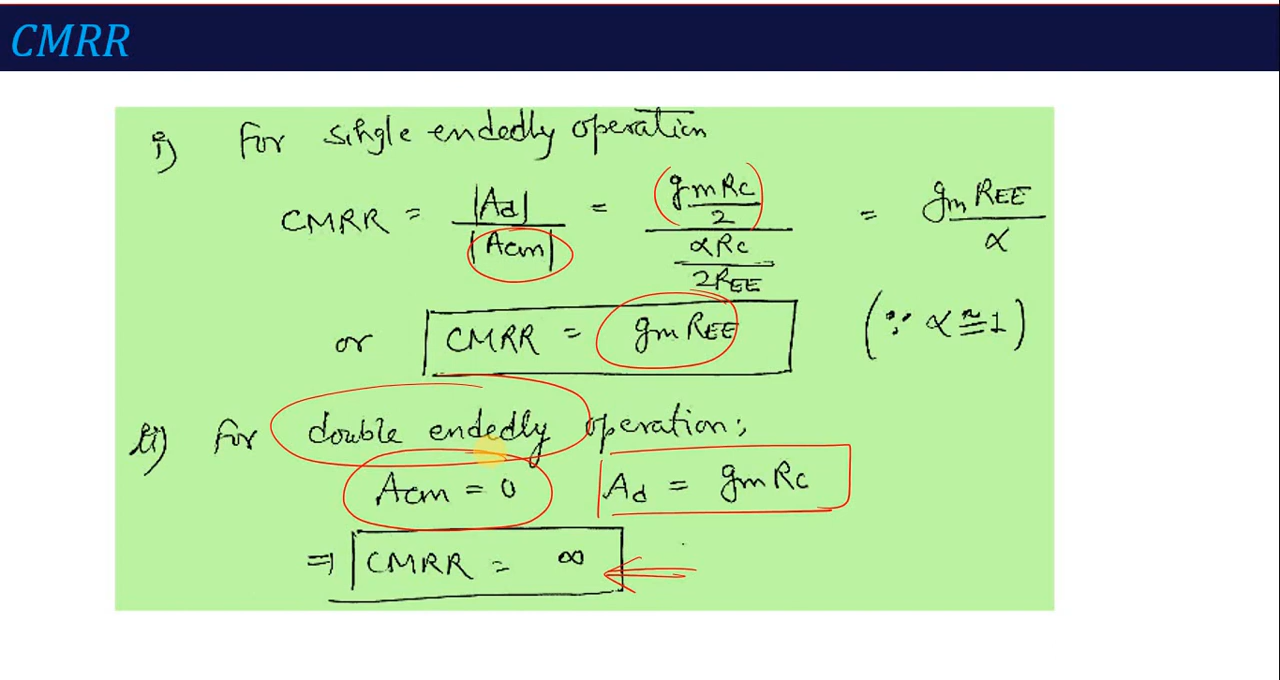 CMRR
i) For single endedly operation
CMRR = |Ad| / |Acm| = (gmRc/2) / (αRc/2REE) = gmREE / α
or CMRR = gmREE (∵ α ≅ 1)
ii) For double endedly operation;
Acm = 0 Ad = gmRc
⇒ CMRR = ∞